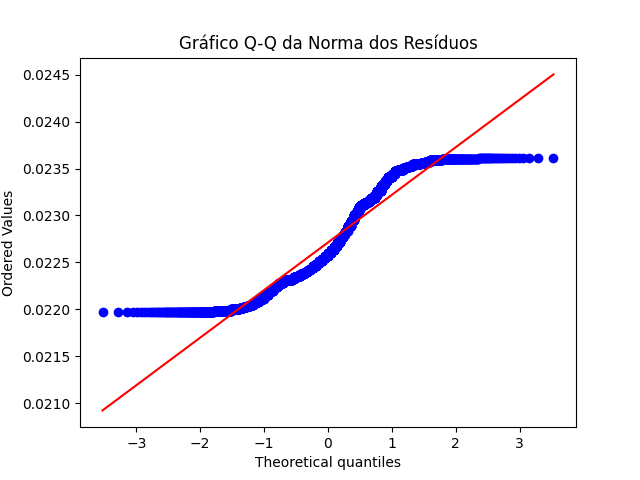 Gráfico Q-Q da Norma dos Resíduos
0.0245
0.0240
0.0235
0.0230
0.0225
0.0220
0.0215
0.0210
Ordered Values
−3 −2 −1 0 1 2 3
Theoretical quantiles